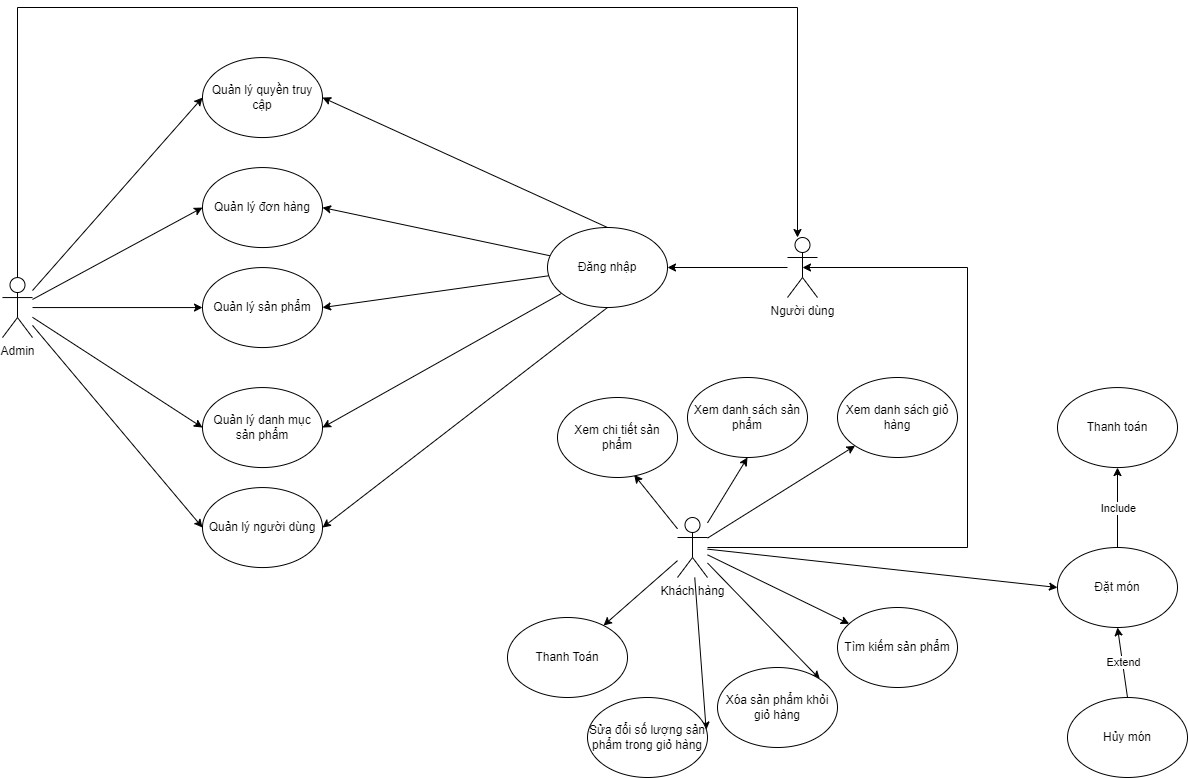 Quản lý quyền truy
cập
Quản lý đơn hàng
Đăng nhập
Quản lý sản phẩm
Người dùng
Admin
Quản lý danh mục
sản phẩm
Quản lý người dùng
Xem chi tiết sản
phẩm
Xem danh sách sản
phẩm
Xem danh sách giỏ
hàng
Thanh toán
Include
Khách hàng
Đặt món
Thanh Toán
Tìm kiếm sản phẩm
Extend
Xóa sản phẩm khỏi
giỏ hàng
Sửa đổi số lượng sản
phẩm trong giỏ hàng
Hủy món